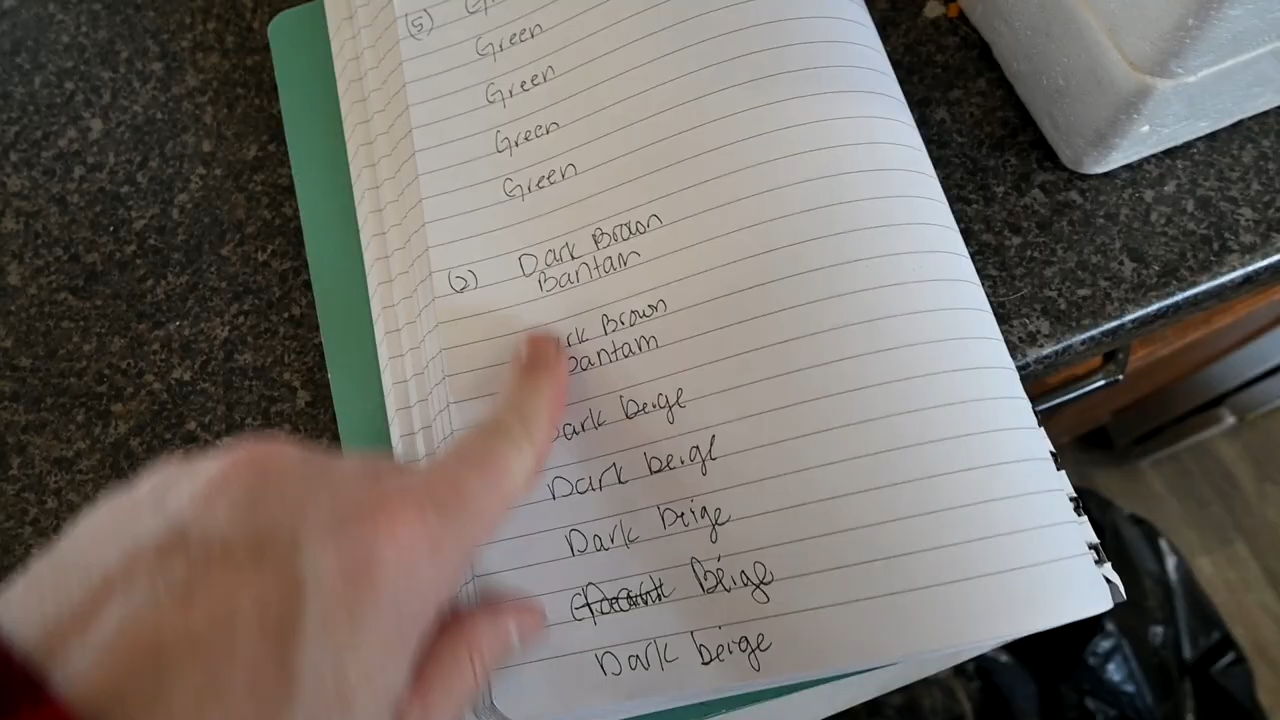 (5)
Green
Green
Green
Green
(2) Dark Brown
Bantam
Brown
Bantam
Dark beige
Dark beige
Dark beige
Beige
Dark beige